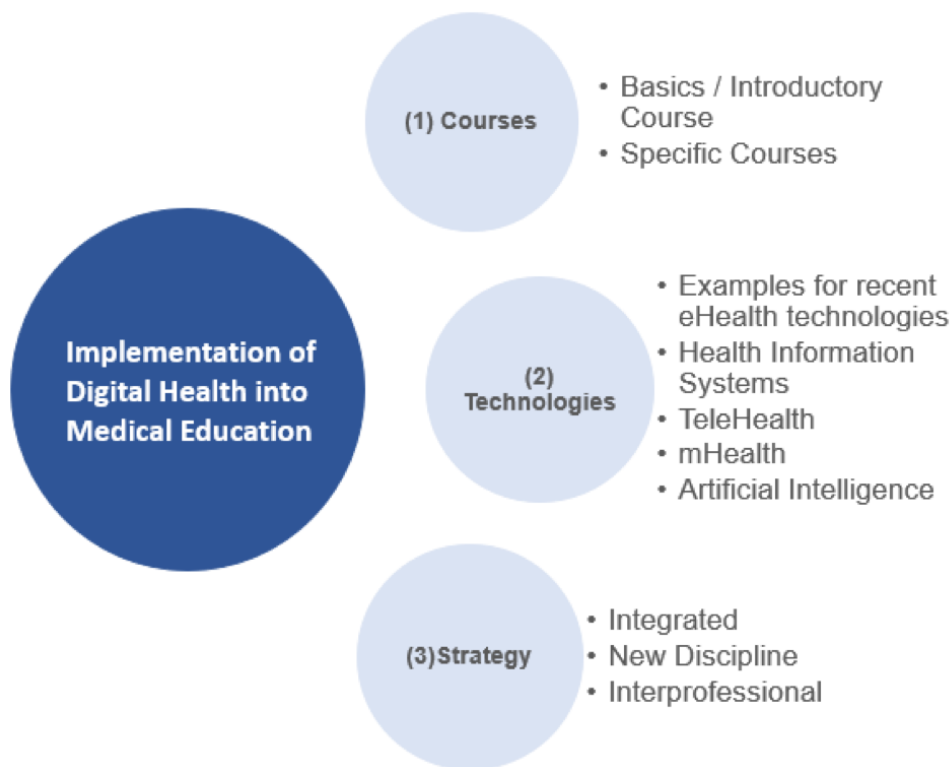 (1) Courses
• Basics / Introductory
Course
• Specific Courses
Implementation of
Digital Health into
Medical Education
(2)
Technologies
• Examples for recent
eHealth technologies
• Health Information
Systems
• TeleHealth
• mHealth
• Artificial Intelligence
(3)Strategy
• Integrated
• New Discipline
• Interprofessional